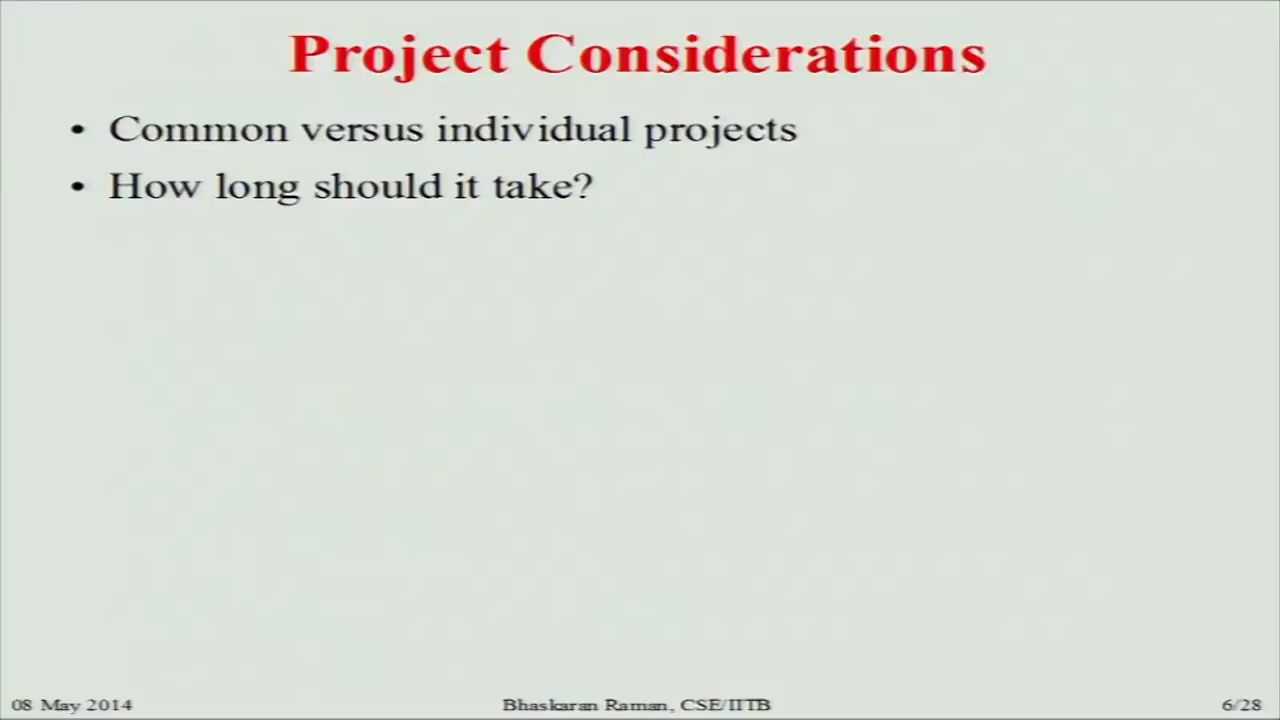 Project Considerations
• Common versus individual projects
• How long should it take?
08 May 2014 Bhaskaran Raman, CSE/IITB 6/28